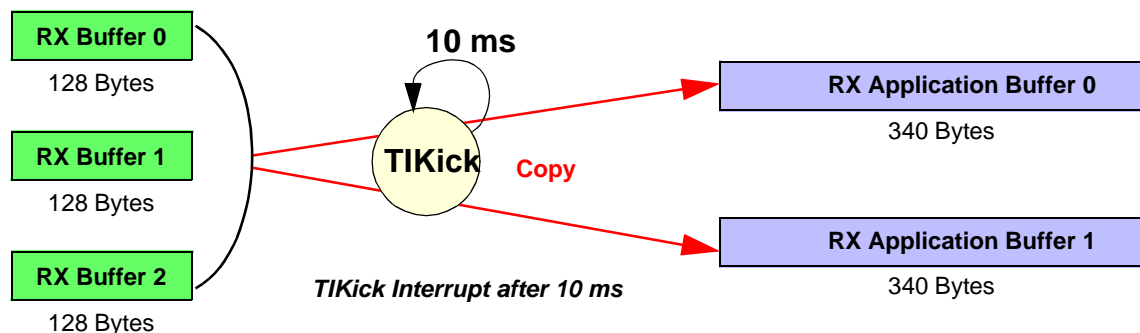 RX Buffer 0
128 Bytes
RX Buffer 1
128 Bytes
RX Buffer 2
128 Bytes
10 ms
TIKick
Copy
TIKick Interrupt after 10 ms
RX Application Buffer 0
340 Bytes
RX Application Buffer 1
340 Bytes